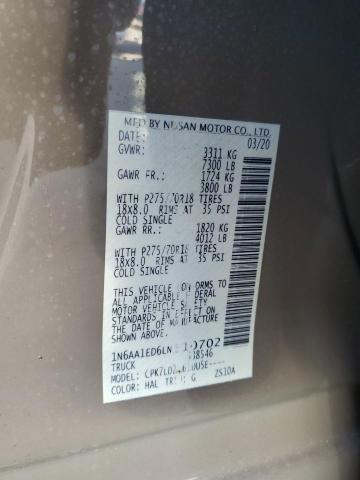 MFD BY NISSAN MOTOR CO., LTD.
DATE: 03/20
GVWR: 3311 KG
7300 LB
GAWR FR.: 1724 KG
3800 LB
WITH P275/70R18 TIRES
18x8.0 RIMS AT 35 PSI
COLD SINGLE
GAWR RR.: 1820 KG
4012 LB
WITH P275/70R18 TIRES
18x8.0 RIMS AT 35 PSI
COLD SINGLE
THIS VEHICLE CONFORMS
TO ALL APPLICABLE FEDERAL
MOTOR VEHICLE SAFETY
STANDARDS IN EFFECT ON
THE DATE OF MANUFACTURE
SHOWN ABOVE.
TRUCK
MODEL:
COLOR: HAL G